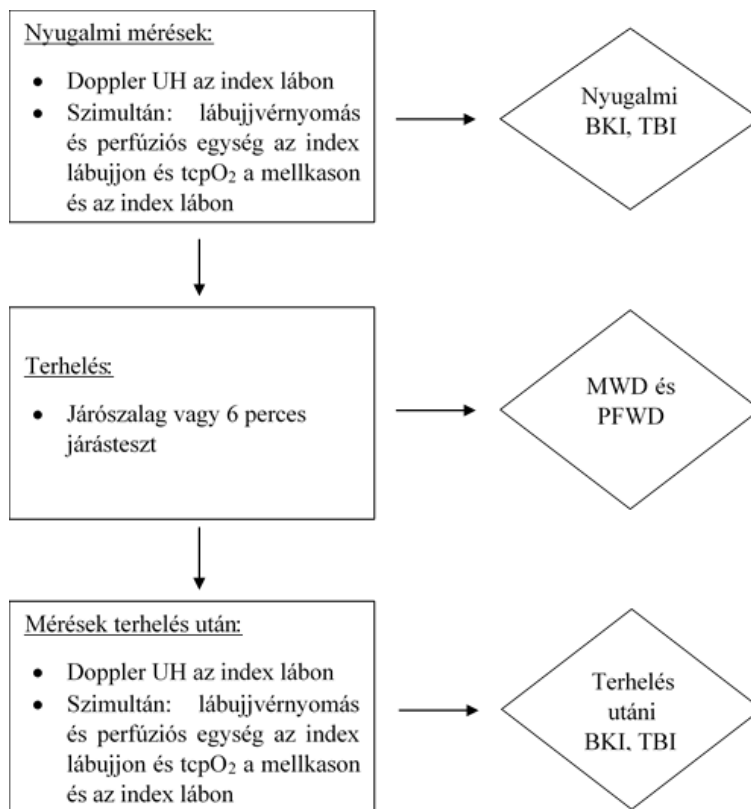 Nyugalmi mérések:
• Doppler UH az index lábon
• Szimultán: lábujjvérnyomás
és perfúziós egység az index
lábujjon és tcpO₂ a mellkason
és az index lábon
Nyugalmi
BKI, TBI
Terhelés:
• Járószalag vagy 6 perces
járásteszt
MWD és
PFWD
Mérések terhelés után:
• Doppler UH az index lábon
• Szimultán: lábujjvérnyomás
és perfúziós egység az index
lábujjon és tcpO₂ a mellkason
és az index lábon
Terhelés
utáni
BKI, TBI